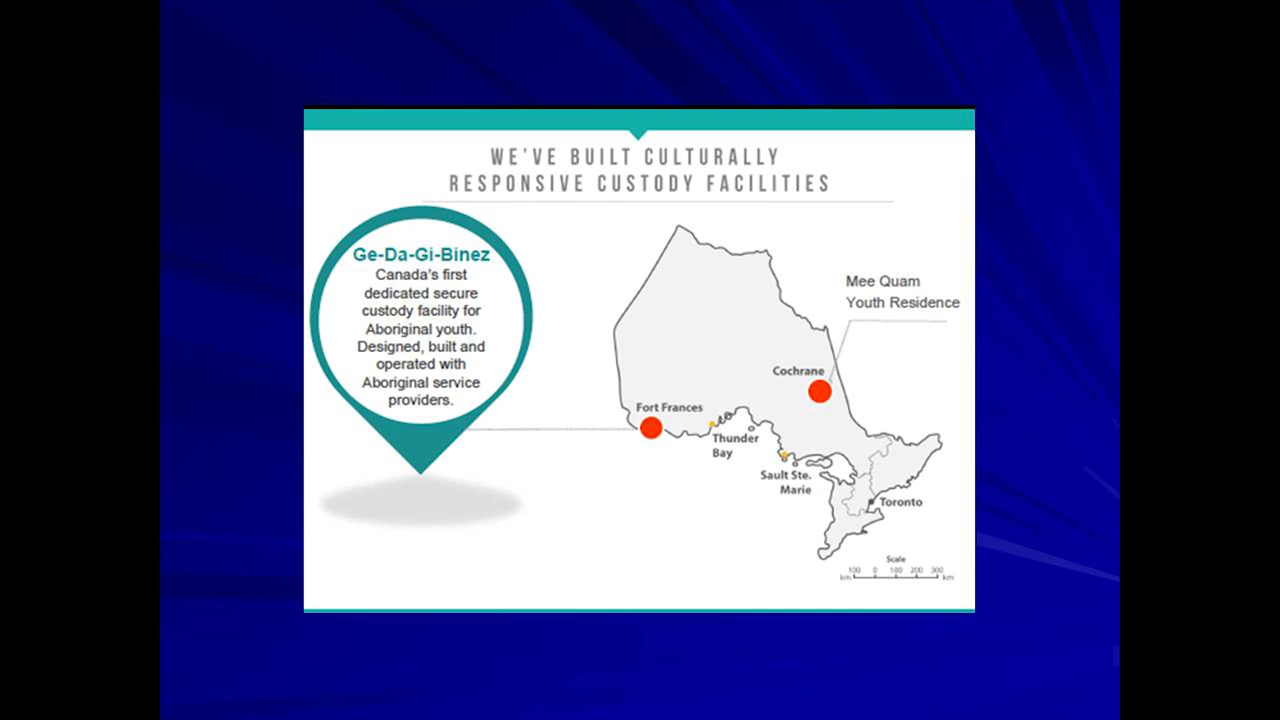 WE'VE BUILT CULTURALLY
RESPONSIVE CUSTODY FACILITIES
Ge-Da-Gi-Binez
Canada's first
dedicated secure
custody facility for
Aboriginal youth.
Designed, built and
operated with
Aboriginal service
providers.
Mee Quam
Youth Residence
Cochrane
Fort Frances
Thunder
Bay
Sault Ste.
Marie
Toronto
Scale
100 0 100 200 300
km km